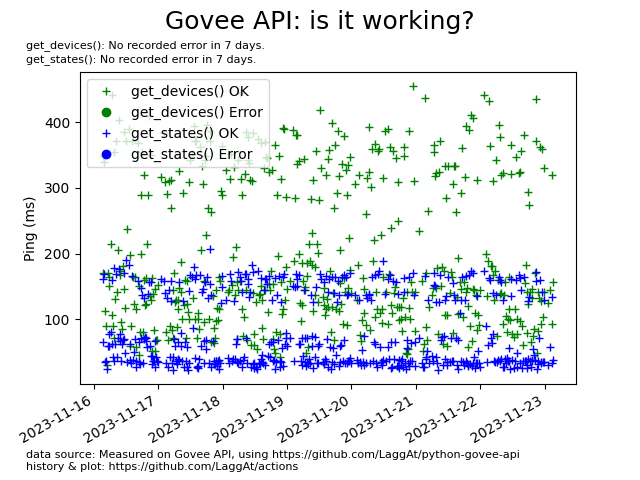 Govee API: is it working?
get_devices(): No recorded error in 7 days.
get_states(): No recorded error in 7 days.
get_devices() OK
get_devices() Error
get_states() OK
get_states() Error
Ping (ms)
400
300
200
100
2023-11-16
2023-11-17
2023-11-18
2023-11-19
2023-11-20
2023-11-21
2023-11-22
2023-11-23
data source: Measured on Govee API, using https://github.com/LaggAt/python-govee-api
history & plot: https://github.com/LaggAt/actions